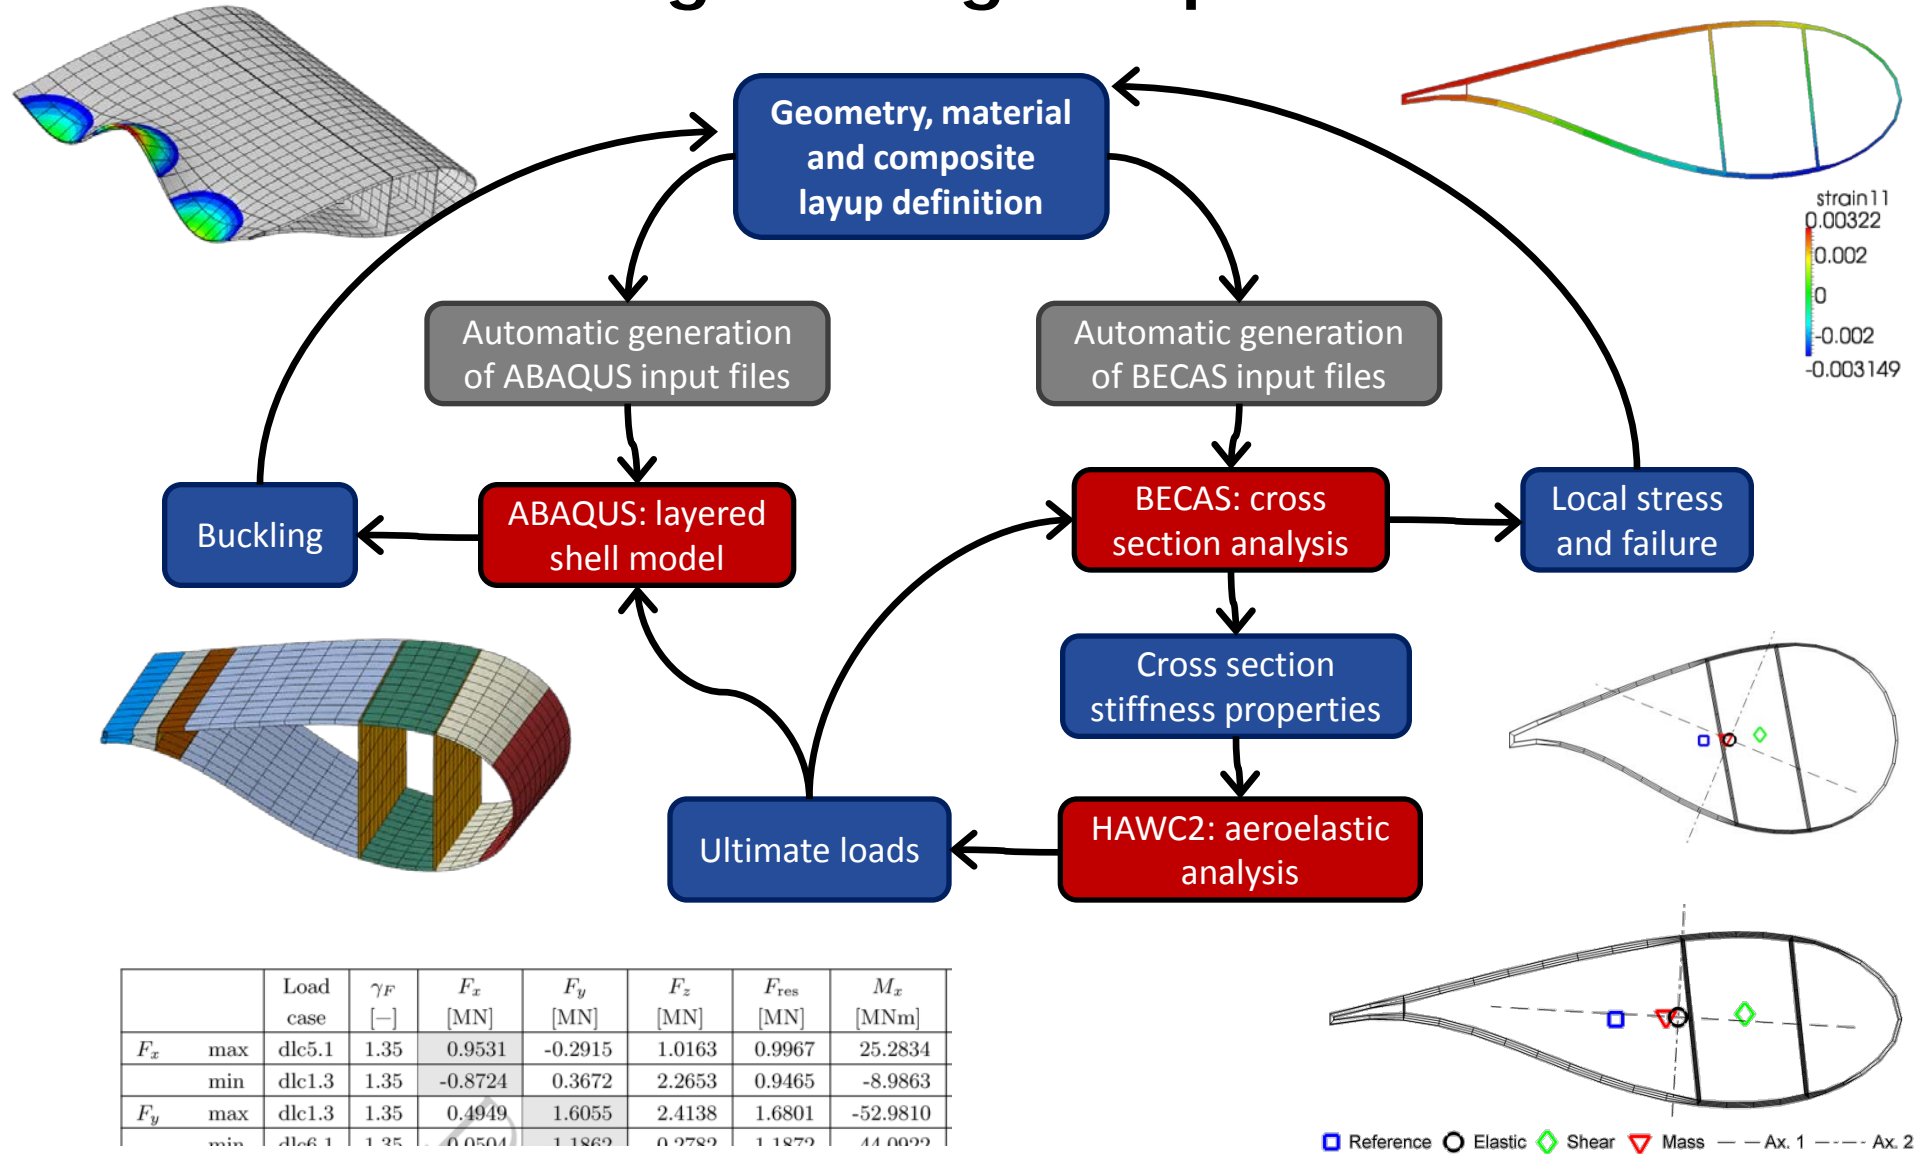 Geometry, material
and composite
layup definition
strain11
0.00322
0.002
0
-0.002
-0.003149
Automatic generation
of ABAQUS input files
Automatic generation
of BECAS input files
Buckling
ABAQUS: layered
shell model
BECAS: cross
section analysis
Local stress
and failure
Cross section
stiffness properties
Ultimate loads
HAWC2: aeroelastic
analysis
Load case γF [−] Fx [MN] Fy [MN] Fz [MN] Fres [MN] Mx [MNm]
Fx max dlc5.1 1.35 0.9531 -0.2915 1.0163 0.9967 25.2834
min dlc1.3 1.35 -0.8724 0.3672 2.2653 0.9465 -8.9863
Fy max dlc1.3 1.35 0.4949 1.6055 2.4138 1.6801 -52.9810
Reference Elastic Shear Mass Ax. 1 Ax. 2